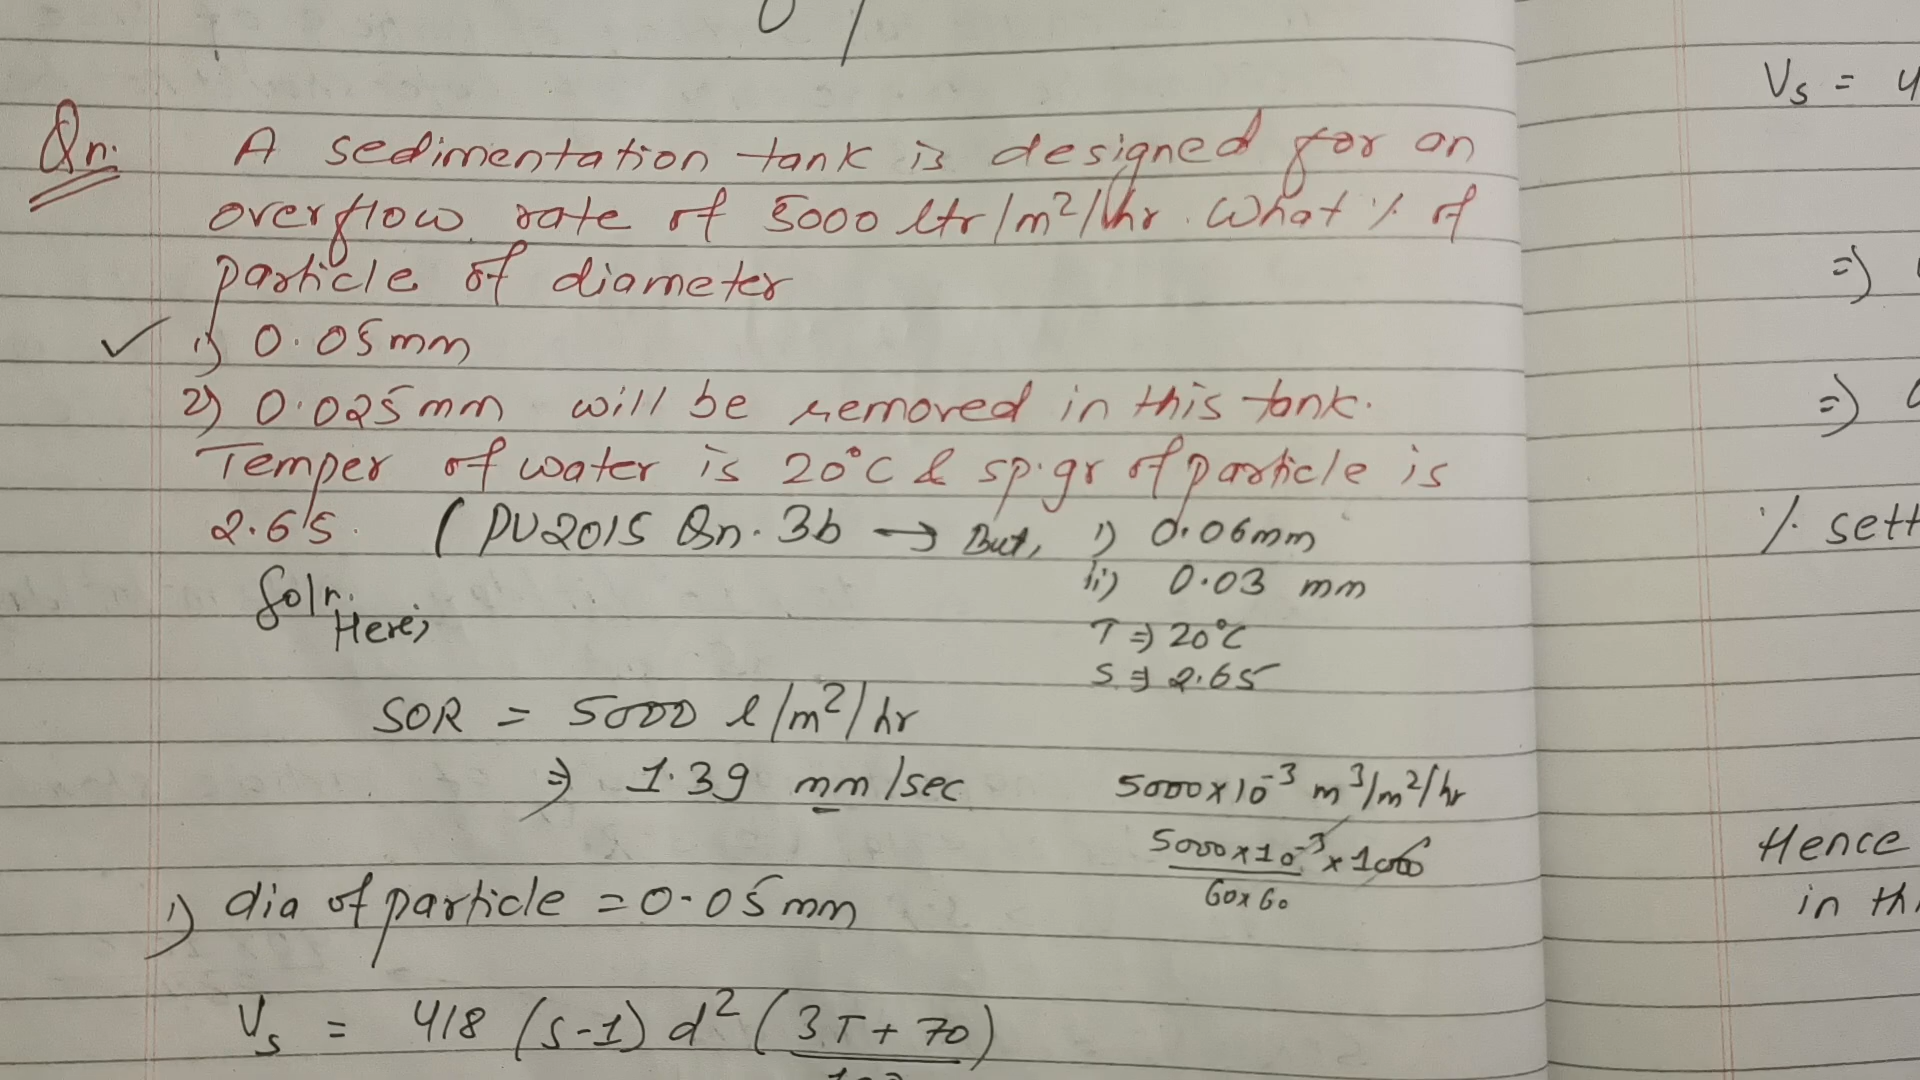 Qn. A sedimentation tank is designed for an
overflow rate of 5000 ltr/m²/hr. What % of
particle of diameter
✓ i) 0.05mm
2) 0.025mm will be removed in this tank.
Temper of water is 20°C & sp.gr of particle is
2.65. (PU2015 Qn. 3b → But, i) 0.06mm
ii) 0.03 mm
T ⇒ 20°C
S ⇒ 2.65
Soln.
Here,
SOR = 5000 l/m²/hr
⇒ 1.39 mm/sec
5000×10⁻³ m³/m²/hr
5000×10⁻³×1000
60×60
i) dia of particle = 0.05mm
Vs = 418 (s-1) d² (3T+70)
Vs = 4
⇒)
⇒)
% sett
Hence
in th